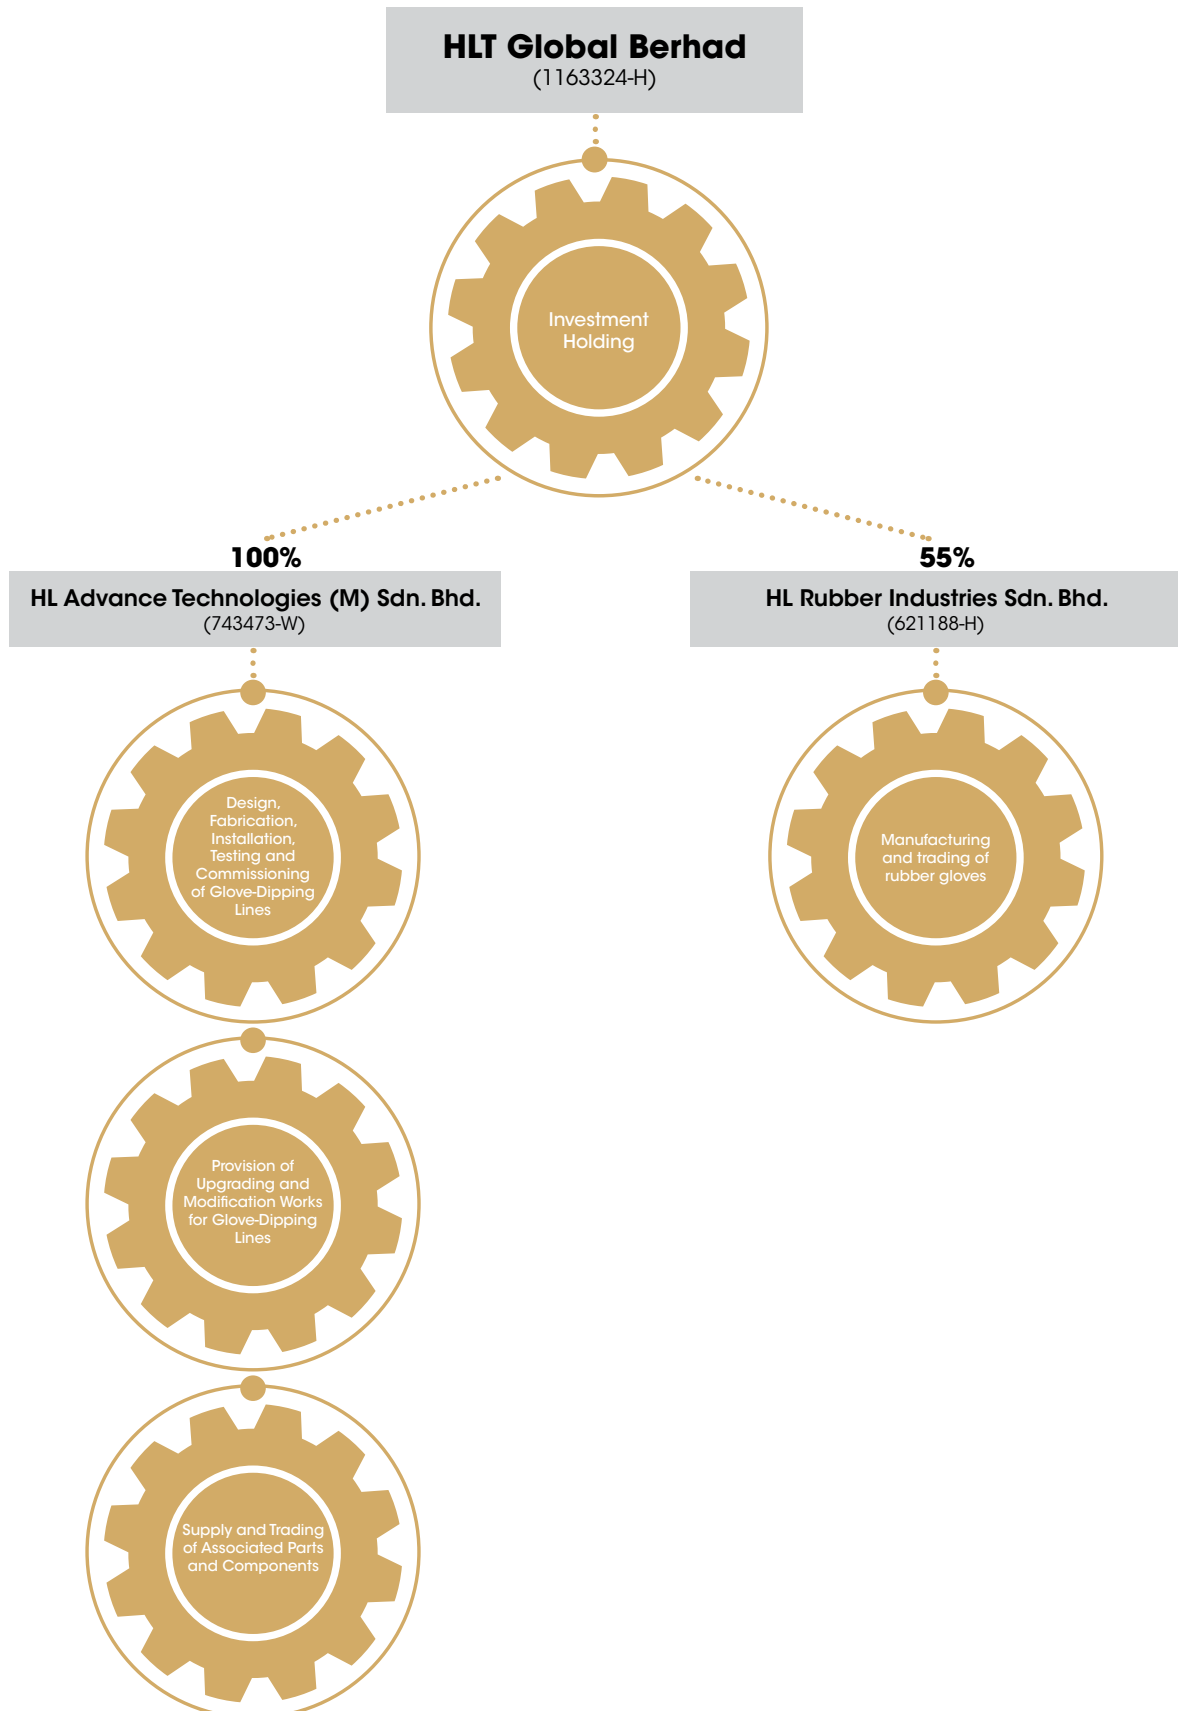 HLT Global Berhad
(1163324-H)
Investment
Holding
100%
HL Advance Technologies (M) Sdn. Bhd.
(743473-W)
Design,
Fabrication,
Installation,
Testing and
Commissioning
of Glove-Dipping
Lines
Provision of
Upgrading and
Modification Works
for Glove-Dipping
Lines
Supply and Trading
of Associated Parts
and Components
55%
HL Rubber Industries Sdn. Bhd.
(621188-H)
Manufacturing
and trading of
rubber gloves